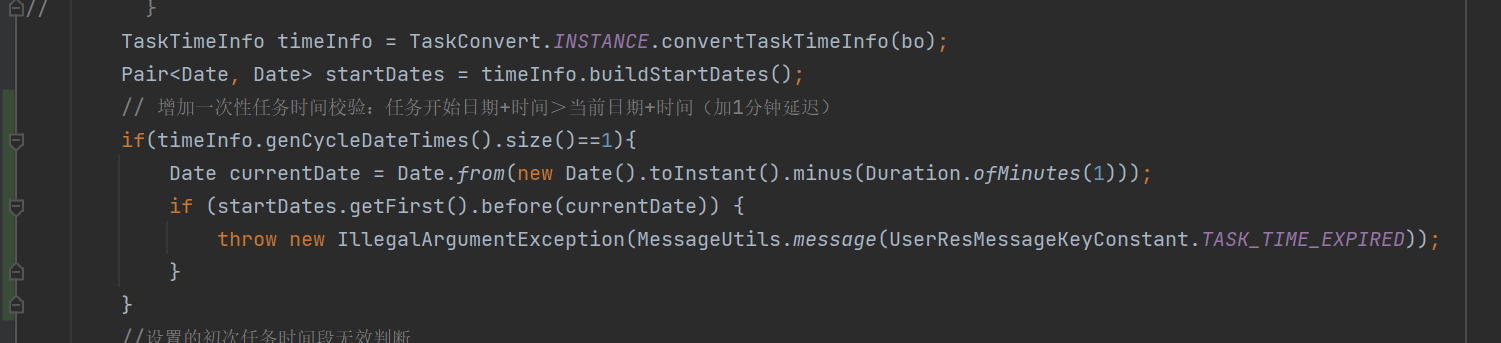 // }
TaskTimeInfo timeInfo = TaskConvert.INSTANCE.convertTaskTimeInfo(bo);
Pair<Date, Date> startDates = timeInfo.buildStartDates();
// 增加一次性任务时间校验：任务开始日期+时间＞当前日期+时间（加1分钟延迟）
if(timeInfo.genCycleDateTimes().size()==1){
Date currentDate = Date.from(new Date().toInstant().minus(Duration.ofMinutes(1)));
if (startDates.getFirst().before(currentDate)) {
throw new IllegalArgumentException(MessageUtils.message(UserResMessageKeyConstant.TASK_TIME_EXPIRED));
}
}
//设置的初次任务时间段无效判断